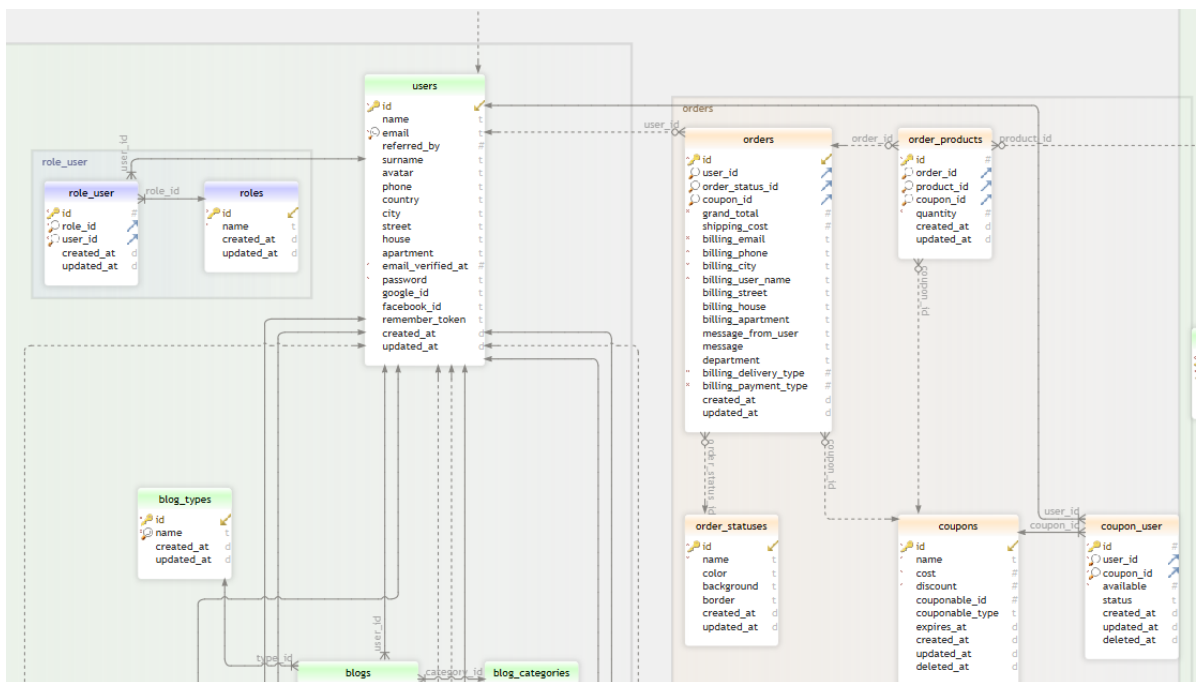 users
id
name
email
referred_by
surname
avatar
phone
country
city
street
house
apartment
email_verified_at
password
google_id
facebook_id
remember_token
created_at
updated_at
role_user
user_id
role_user
id
role_id
user_id
created_at
updated_at
role_id
roles
id
name
created_at
updated_at
orders
user_id
orders
id
user_id
order_status_id
coupon_id
grand_total
shipping_cost
billing_email
billing_phone
billing_city
billing_user_name
billing_street
billing_house
billing_apartment
message_from_user
message
department
billing_delivery_type
billing_payment_type
created_at
updated_at
order_id
order_products
id
order_id
product_id
coupon_id
quantity
created_at
updated_at
product_id
coupon_id
order_status_id
coupon_id
blog_types
id
name
created_at
updated_at
order_statuses
id
name
color
background
border
created_at
updated_at
coupons
id
name
cost
discount
couponable_id
couponable_type
expires_at
created_at
updated_at
deleted_at
user_id
coupon_id
coupon_user
id
user_id
coupon_id
available
status
created_at
updated_at
deleted_at
type_id
user_id
blogs
category_id
blog_categories